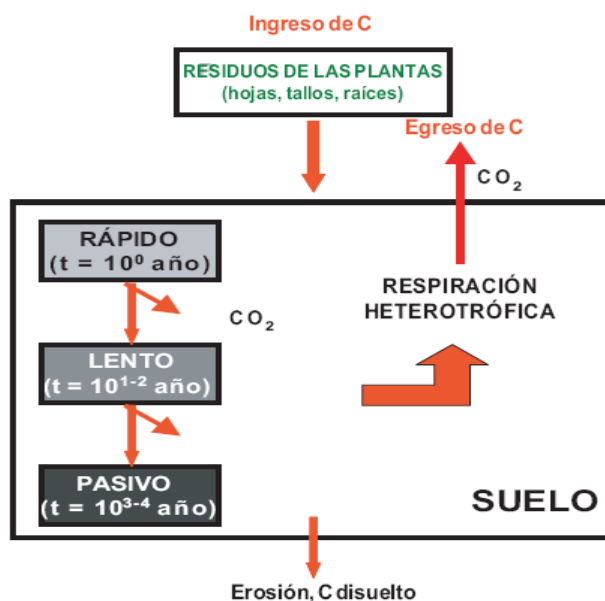 Ingreso de C
RESIDUOS DE LAS PLANTAS
(hojas, tallos, raíces)
Egreso de C
CO₂
RÁPIDO
(t = 10⁰ año)
CO₂
RESPIRACIÓN
HETEROTRÓFICA
LENTO
(t = 10¹⁻² año)
PASIVO
(t = 10³⁻⁴ año)
SUELO
Erosión, C disuelto